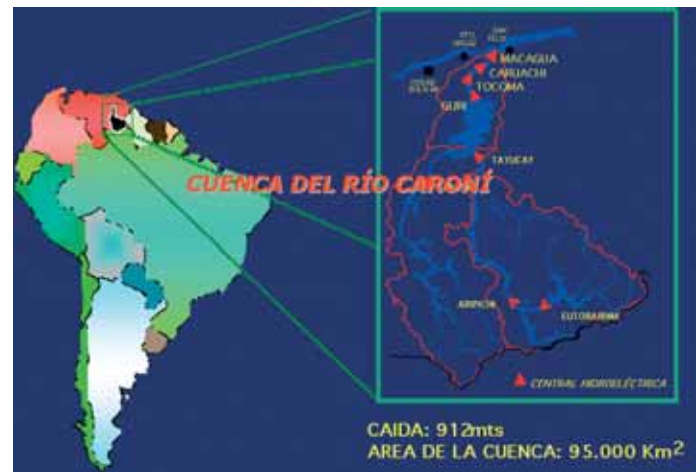 MACAGUA
CARUACHI
TOCOMA
GURI
TAYUCAY
CUENCA DEL RÍO CARONÍ
ARIPICHI
EUTOBARIMA
CENTRAL HIDROELÉCTRICA
CAIDA: 912mts
AREA DE LA CUENCA: 95.000 Km²